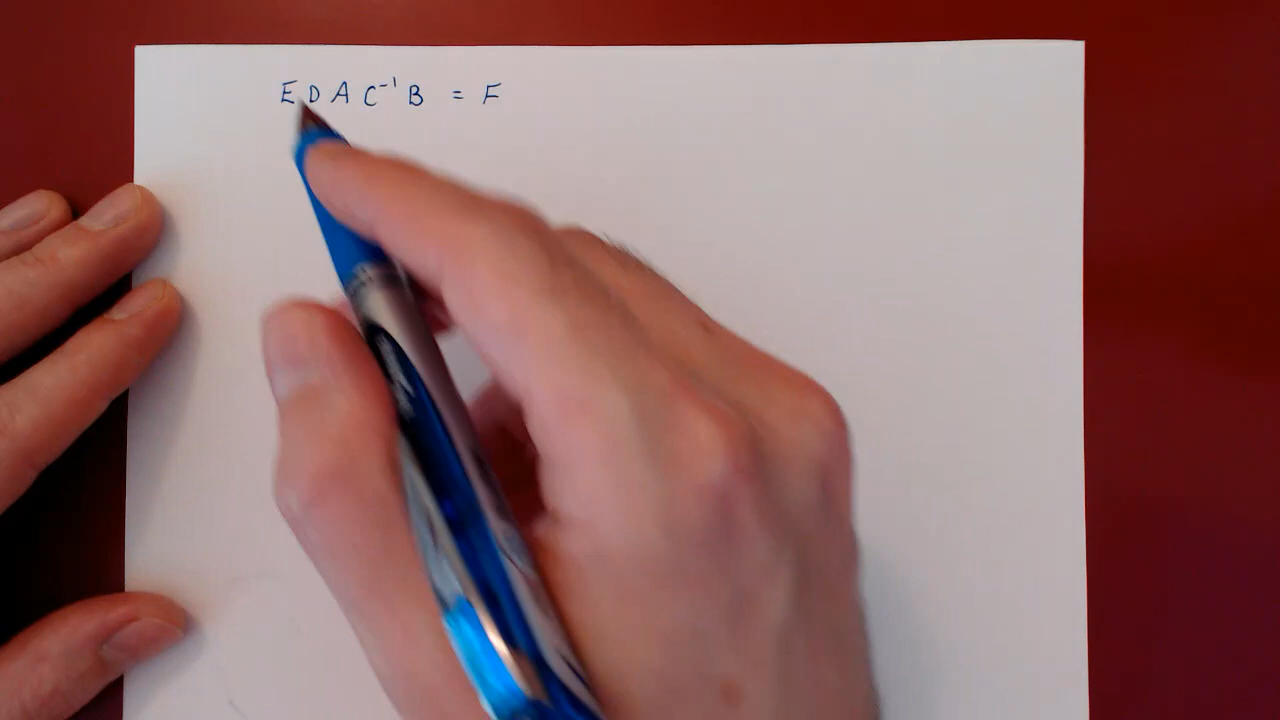 E D A C⁻¹ B = F